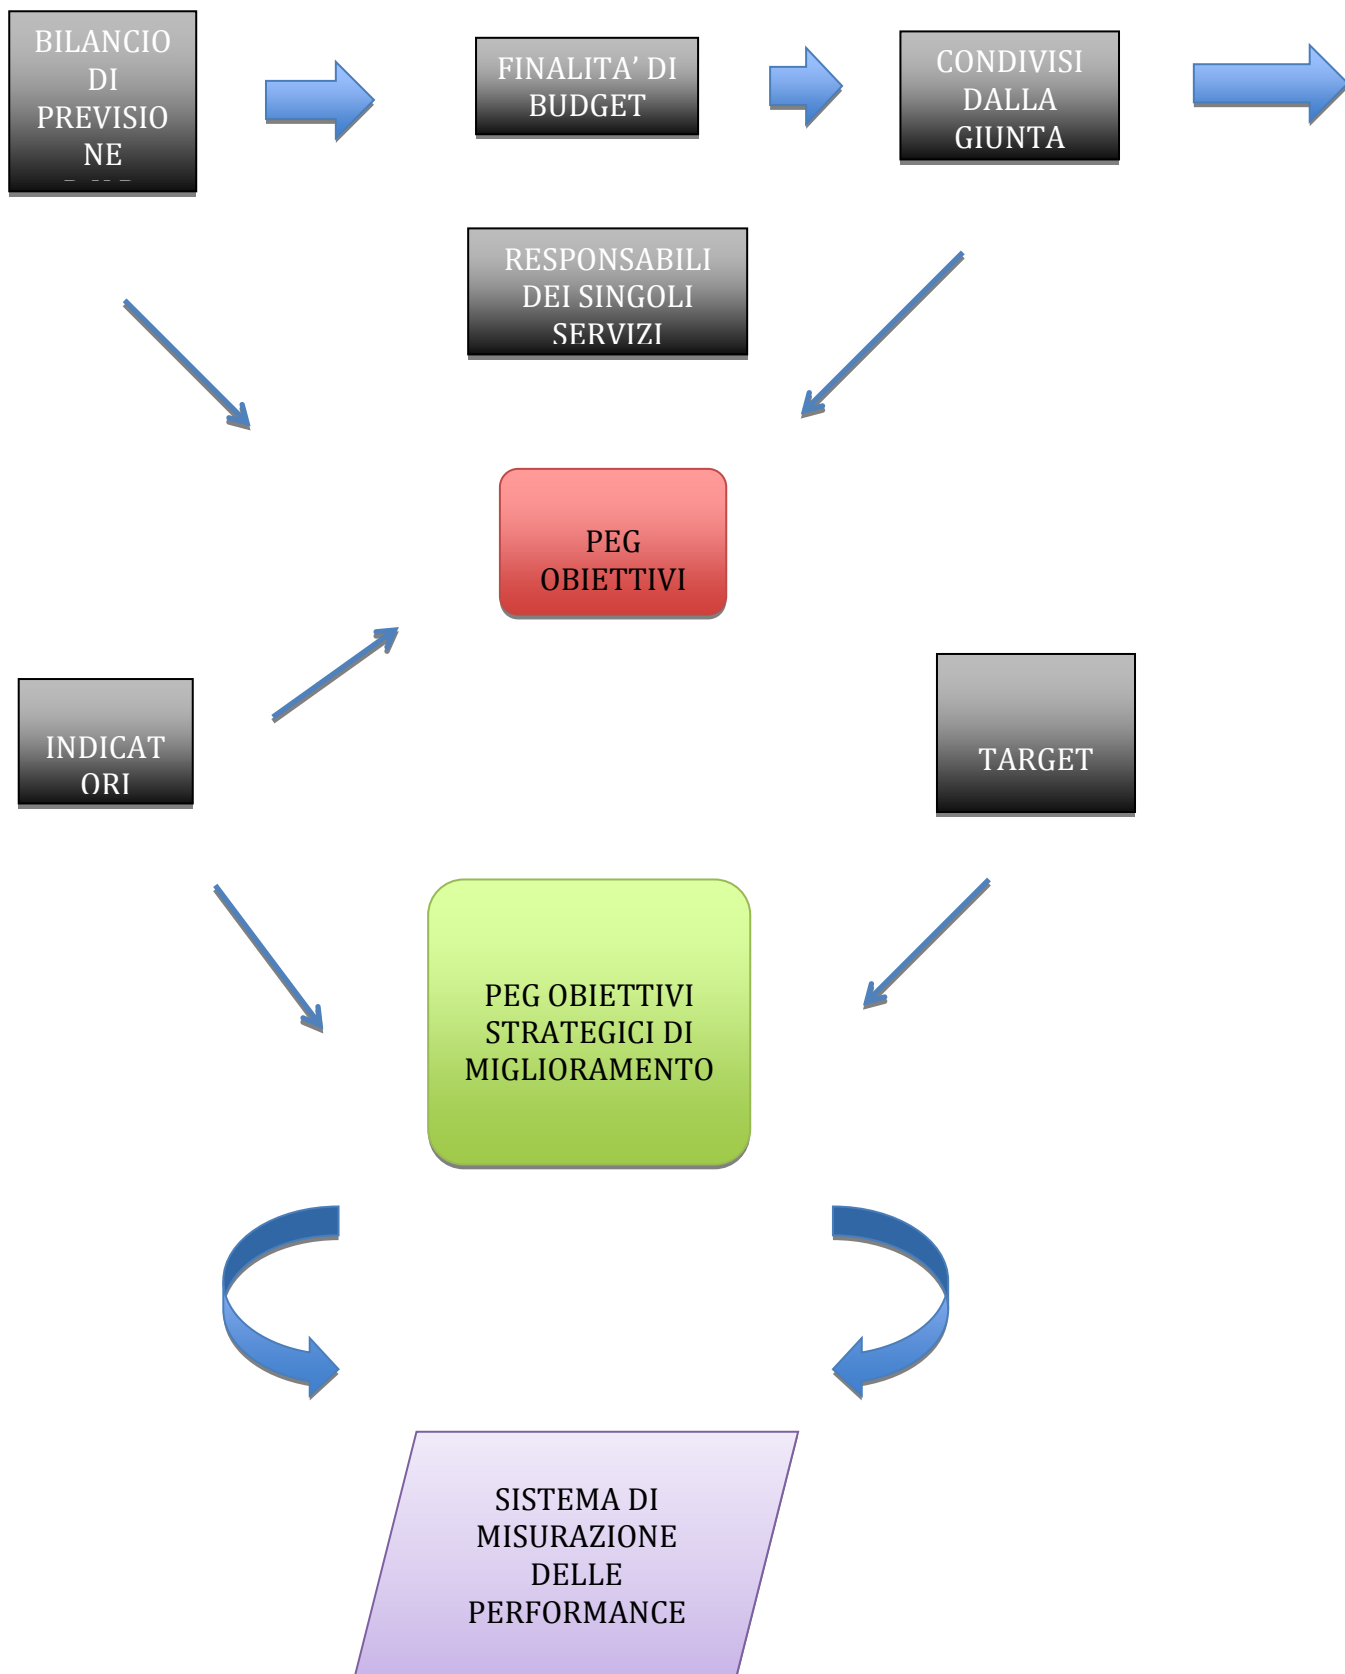 BILANCIO
DI
PREVISIO
NE
FINALITA’ DI
BUDGET
CONDIVISI
DALLA
GIUNTA
RESPONSABILI
DEI SINGOLI
SERVIZI
PEG
OBIETTIVI
INDICAT
ORI
TARGET
PEG OBIETTIVI
STRATEGICI DI
MIGLIORAMENTO
SISTEMA DI
MISURAZIONE
DELLE
PERFORMANCE